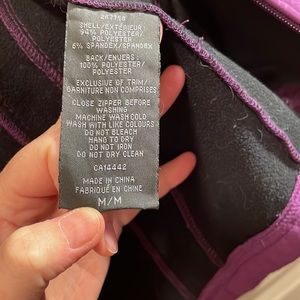 SHELL/EXTÉRIEUR
94% POLYESTER/
POLYESTER
6% SPANDEX/SPANDEX
BACK/ENVERS:
100% POLYESTER/
POLYESTER
EXCLUSIVE OF TRIM/
GARNITURE NON COMPRISES
CLOSE ZIPPER BEFORE
WASHING
MACHINE WASH COLD
WASH WITH LIKE COLOURS
DO NOT BLEACH
HANG TO DRY
DO NOT IRON
DO NOT DRY CLEAN
CA14442
MADE IN CHINA
FABRIQUÉ EN CHINE
M/M